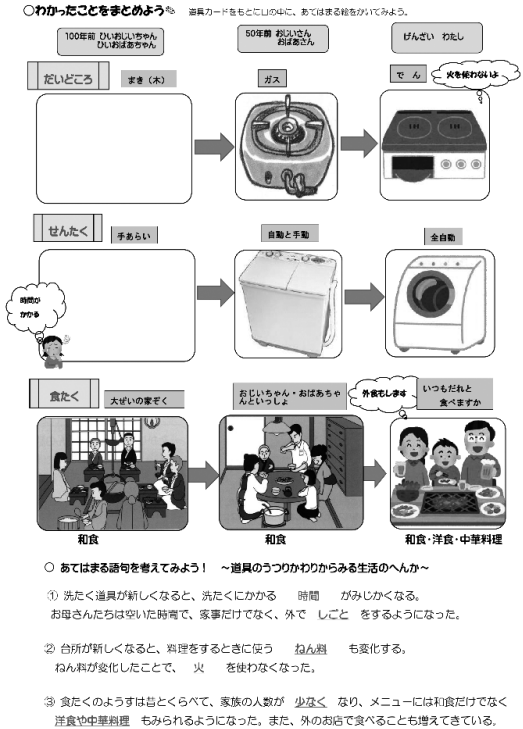 ○わかったことをまとめよう✎ 道具カードをもとに口の中に、あてはまる絵をかいてみよう。
100年前 ひいおじいちゃん
ひいおばあちゃん
50年前 おじいさん
おばあさん
げんざい わたし
だいどころ
まき（木）
ガス
でん
火を使わないよ
せんたく
手あらい
自動と手動
全自動
時間が
かかる
食たく
大ぜいの家ぞく
おじいちゃん・おばあちゃ
んといっしょ
外食もします
いつもだれと
食べますか
和食
和食
和食・洋食・中華料理
○ あてはまる語句を考えてみよう！ ～道具のうつりかわりからみる生活のへんか～
① 洗たく道具が新しくなると、洗たくにかかる 時間 がみじかくなる。
お母さんたちは空いた時間で、家事だけでなく、外で しごと をするようになった。
② 台所が新しくなると、料理をするときに使う ねん料 も変化する。
ねん料が変化したことで、 火 を使わなくなった。
③ 食たくのようすは昔とくらべて、家族の人数が 少なく なり、メニューには和食だけでなく
洋食や中華料理 もみられるようになった。また、外のお店で食べることも増えてきている。